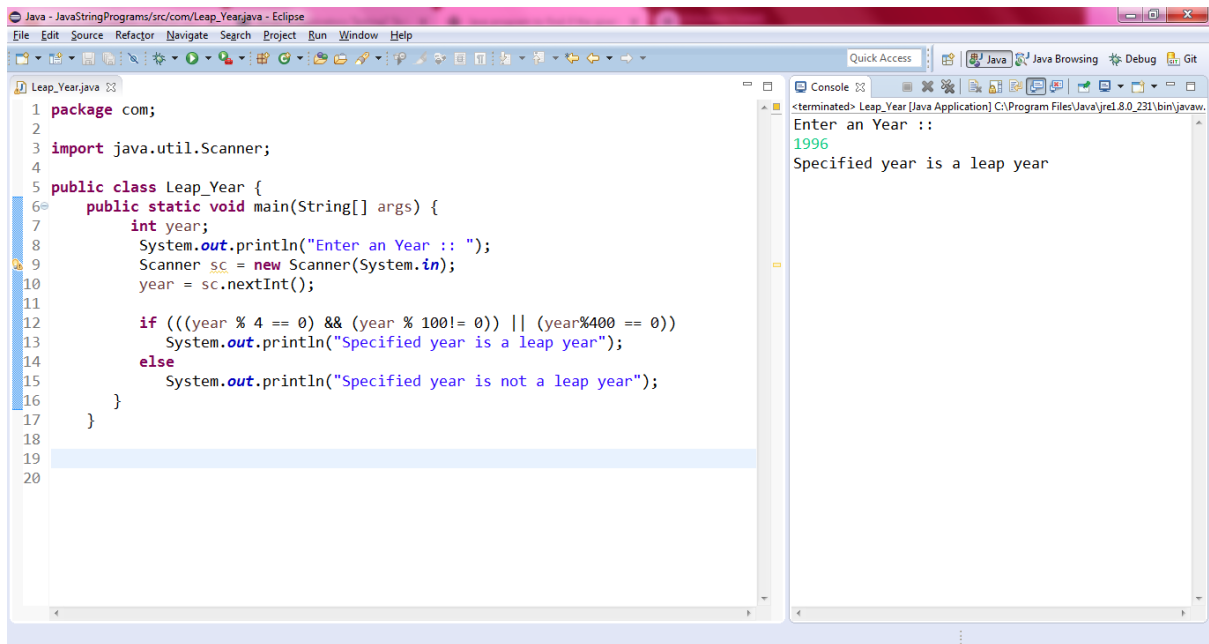 Java - JavaStringPrograms/src/com/Leap_Year.java - Eclipse
File Edit Source Refactor Navigate Search Project Run Window Help
Quick Access Java Java Browsing Debug Git
Leap_Year.java
1 package com;
2
3 import java.util.Scanner;
4
5 public class Leap_Year {
6 public static void main(String[] args) {
7 int year;
8 System.out.println("Enter an Year :: ");
9 Scanner sc = new Scanner(System.in);
10 year = sc.nextInt();
11
12 if (((year % 4 == 0) && (year % 100!= 0)) || (year%400 == 0))
13 System.out.println("Specified year is a leap year");
14 else
15 System.out.println("Specified year is not a leap year");
16 }
17 }
18
19
20
Console
<terminated> Leap_Year [Java Application] C:\Program Files\Java\jre1.8.0_231\bin\javaw.
Enter an Year ::
1996
Specified year is a leap year